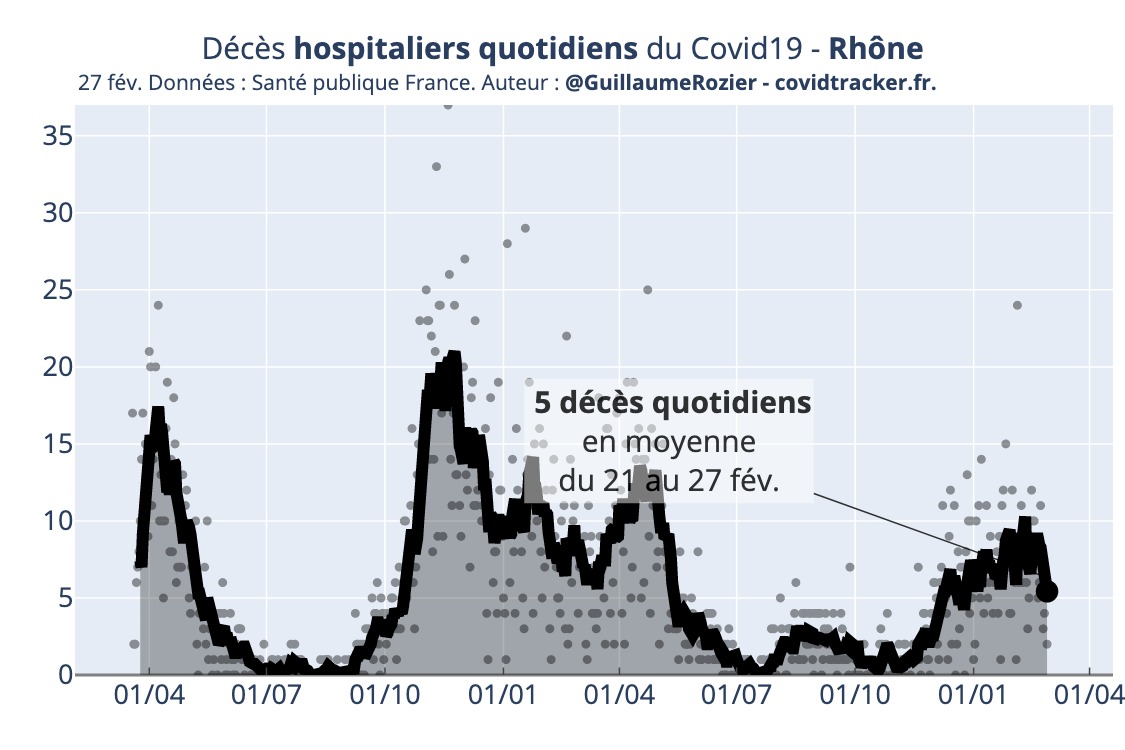 Décès hospitaliers quotidiens du Covid19 - Rhône
27 fév. Données : Santé publique France. Auteur : @GuillaumeRozier - covidtracker.fr.
35
30
25
20
15
10
5
0
5 décès quotidiens
en moyenne
du 21 au 27 fév.
01/04 01/07 01/10 01/01 01/04 01/07 01/10 01/01 01/04